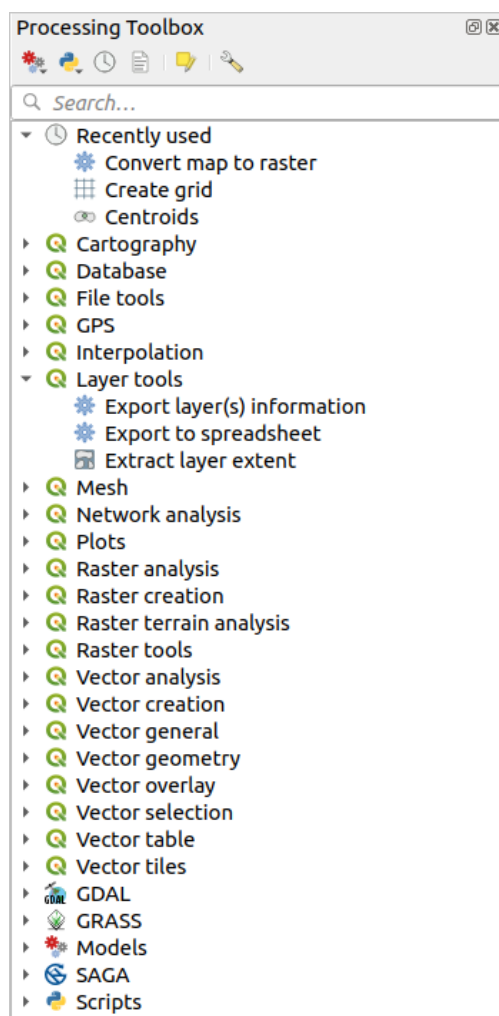 Processing Toolbox
Search...
Recently used
Convert map to raster
Create grid
Centroids
Cartography
Database
File tools
GPS
Interpolation
Layer tools
Export layer(s) information
Export to spreadsheet
Extract layer extent
Mesh
Network analysis
Plots
Raster analysis
Raster creation
Raster terrain analysis
Raster tools
Vector analysis
Vector creation
Vector general
Vector geometry
Vector overlay
Vector selection
Vector table
Vector tiles
GDAL GDAL
GRASS
Models
SAGA
Scripts